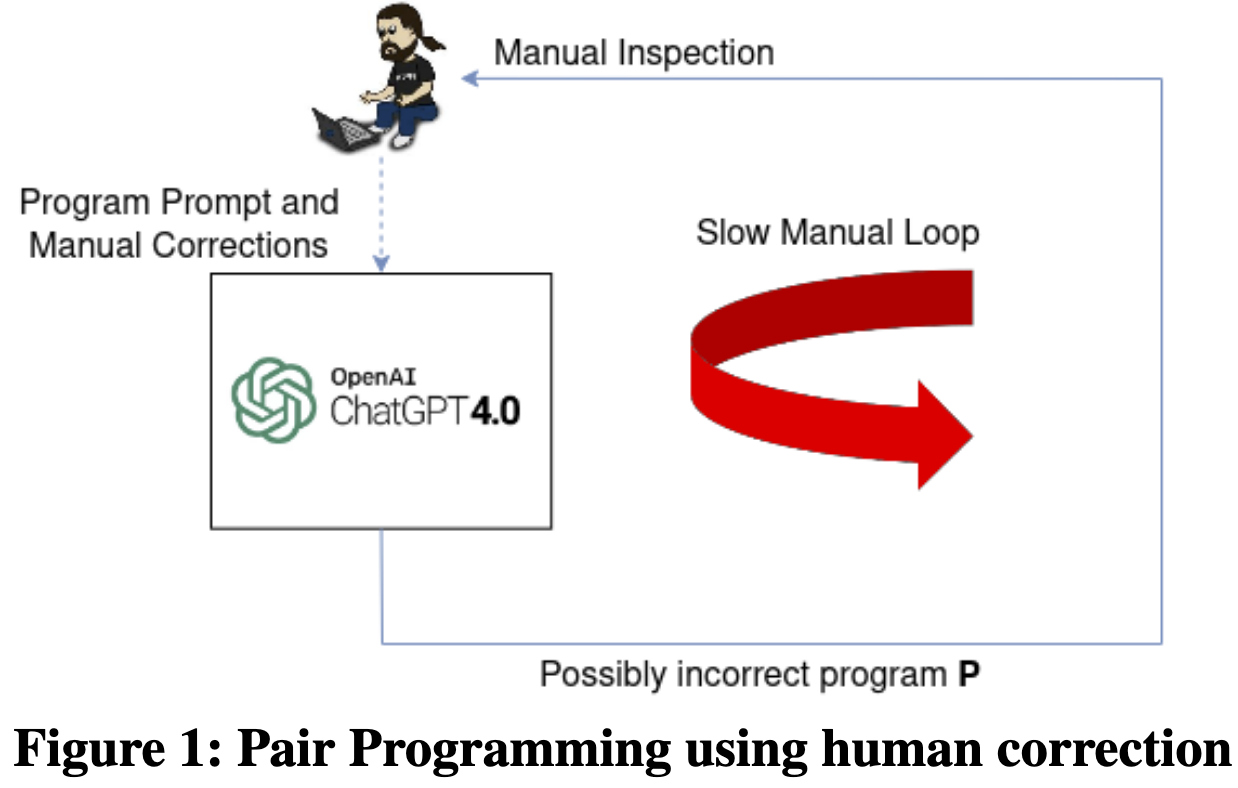 Manual Inspection
Program Prompt and
Manual Corrections
Slow Manual Loop
OpenAI
ChatGPT4.0
Possibly incorrect program P
Figure 1: Pair Programming using human correction